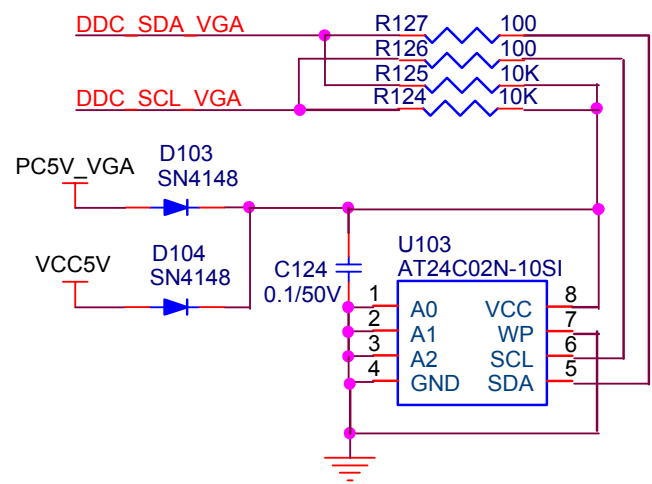 DDC_SDA_VGA
R127 100
R126 100
R125 10K
DDC_SCL_VGA
R124 10K
D103
SN4148
PC5V_VGA
D104
SN4148
VCC5V
C124
0.1/50V
U103
AT24C02N-10SI
1 A0 VCC 8
2 A1 WP 7
3 A2 SCL 6
4 GND SDA 5